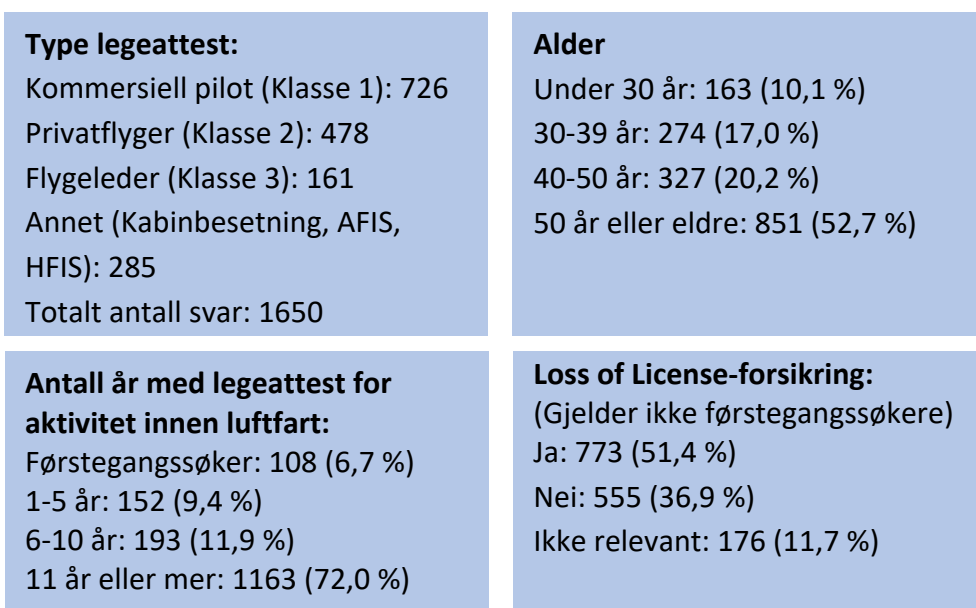 Type legeattest:
Kommersiell pilot (Klasse 1): 726
Privatflyger (Klasse 2): 478
Flygeleder (Klasse 3): 161
Annet (Kabinbesetning, AFIS,
HFIS): 285
Totalt antall svar: 1650
Alder
Under 30 år: 163 (10,1 %)
30-39 år: 274 (17,0 %)
40-50 år: 327 (20,2 %)
50 år eller eldre: 851 (52,7 %)
Antall år med legeattest for
aktivitet innen luftfart:
Førstegangssøker: 108 (6,7 %)
1-5 år: 152 (9,4 %)
6-10 år: 193 (11,9 %)
11 år eller mer: 1163 (72,0 %)
Loss of License-forsikring:
(Gjelder ikke førstegangssøkere)
Ja: 773 (51,4 %)
Nei: 555 (36,9 %)
Ikke relevant: 176 (11,7 %)